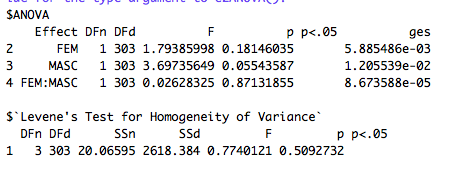 for the type argument to ezANOVA().
$ANOVA
Effect DFn DFd F p p<.05 ges
2 FEM 1 303 1.79385998 0.18146035 5.885486e-03
3 MASC 1 303 3.69735649 0.05543587 1.205539e-02
4 FEM:MASC 1 303 0.02628325 0.87131855 8.673588e-05
$`Levene's Test for Homogeneity of Variance`
DFn DFd SSn SSd F p p<.05
1 3 303 20.06595 2618.384 0.7740121 0.5092732